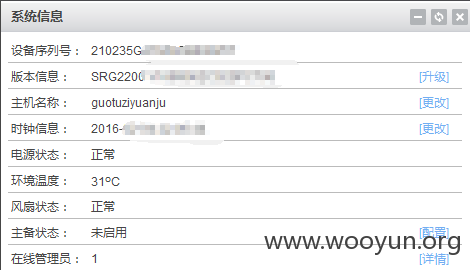 系统信息
设备序列号： 210235G
版本信息： SRG2200 [升级]
主机名称： guotuziyuanju [更改]
时钟信息： 2016- [更改]
电源状态： 正常
环境温度： 31ºC
风扇状态： 正常
主备状态： 未启用 [配置]
www.wooyun.org
在线管理员： 1 [详情]